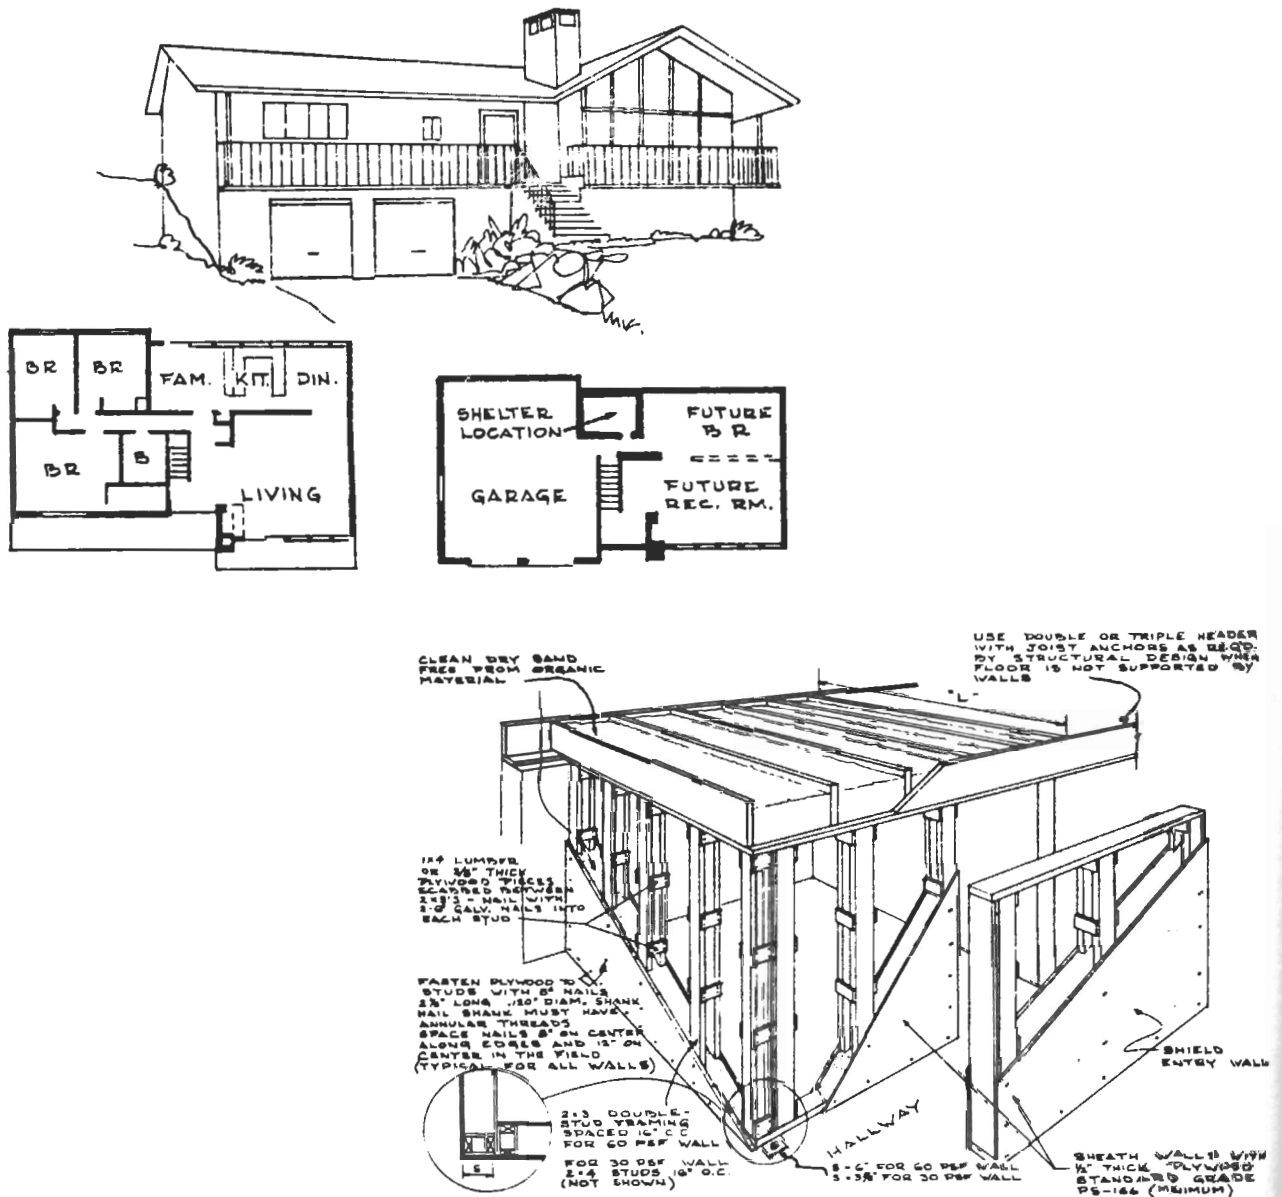 BR
BR
FAM.
KIT.
DIN.
BR
B
LIVING
SHELTER
LOCATION
FUTURE
BR
GARAGE
FUTURE
REC. RM.
USE DOUBLE OR TRIPLE HEADER
WITH JOIST ANCHORS AS REQ'D.
BY STRUCTURAL DESIGN WHEN
FLOOR IS NOT SUPPORTED BY
WALLS
CLEAN DRY SAND
FREE FROM ORGANIC
MATERIAL
"L"
1x4 LUMBER
OR 3/8" THICK
PLYWOOD PIECES
SCABBED BETWEEN
2x3'S - NAIL WITH
GALV. NAILS INTO
EACH STUD
FASTEN PLYWOOD TO
STUDS WITH 8d NAILS
2½" LONG .120" DIAM. SHANK
NAIL SHANK MUST HAVE
ANNULAR THREADS
SPACE NAILS 8" ON CENTER
ALONG EDGES AND 12" ON
CENTER IN THE FIELD
(TYPICAL FOR ALL WALLS)
SHIELD
ENTRY WALL
S
2x3 DOUBLE-
STUD FRAMING
SPACED 16" C.C
FOR 60 PSF WALL
FOR 30 PSF WALL
2x4 STUDS 16" O.C.
(NOT SHOWN)
S
HALLWAY
S = 6" FOR 60 PSF WALL
S = 3⅝" FOR 30 PSF WALL
SHEATH WALLS WITH
½" THICK PLYWOOD
STANDARD GRADE
PS-166 (MINIMUM)